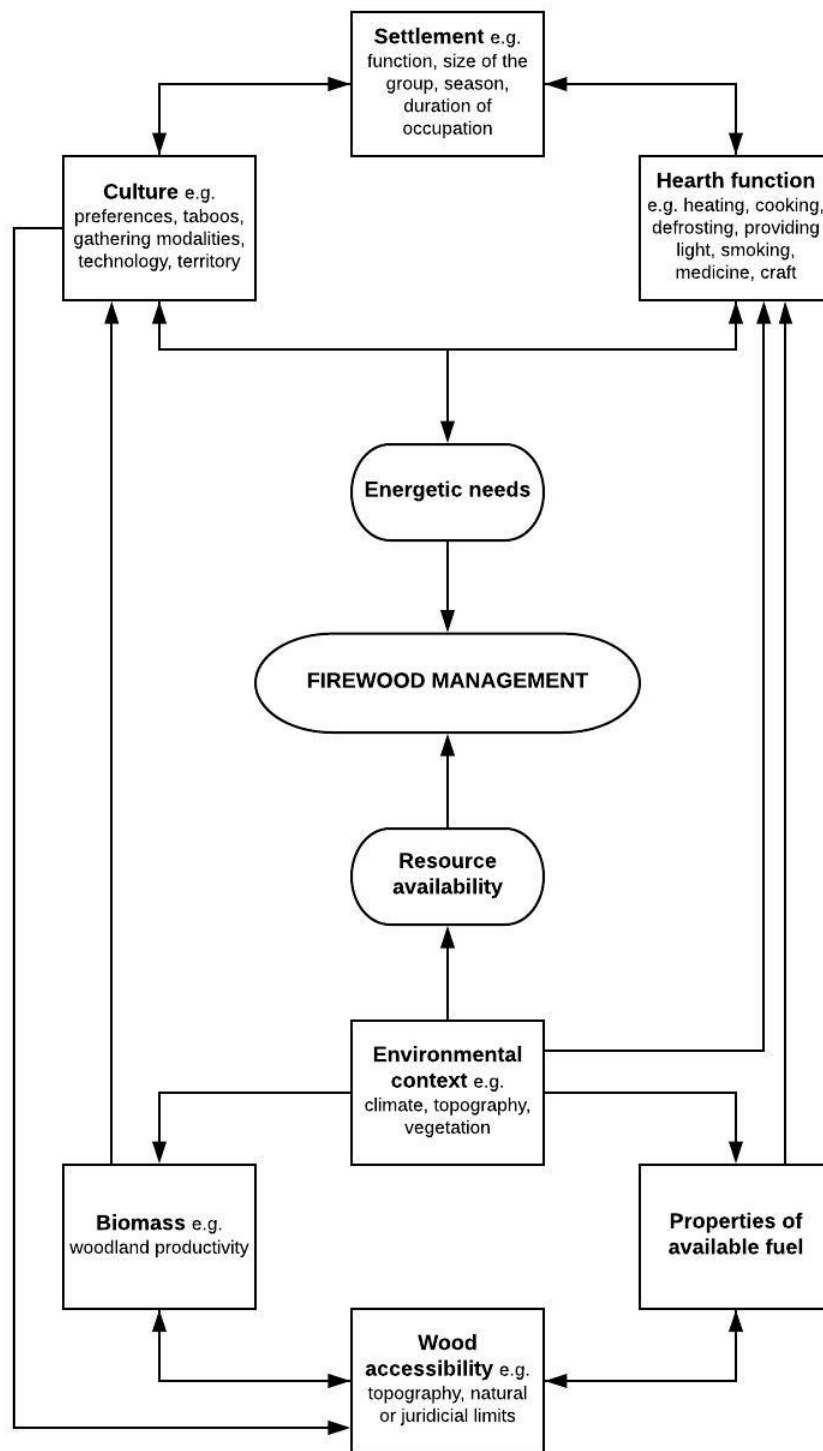 Settlement e.g.
function, size of the
group, season,
duration of
occupation
Culture e.g.
preferences, taboos,
gathering modalities,
technology, territory
Hearth function
e.g. heating, cooking,
defrosting, providing
light, smoking,
medicine, craft
Energetic needs
FIREWOOD MANAGEMENT
Resource
availability
Environmental
context e.g.
climate, topography,
vegetation
Biomass e.g.
woodland productivity
Properties of
available fuel
Wood
accessibility e.g.
topography, natural
or juridicial limits